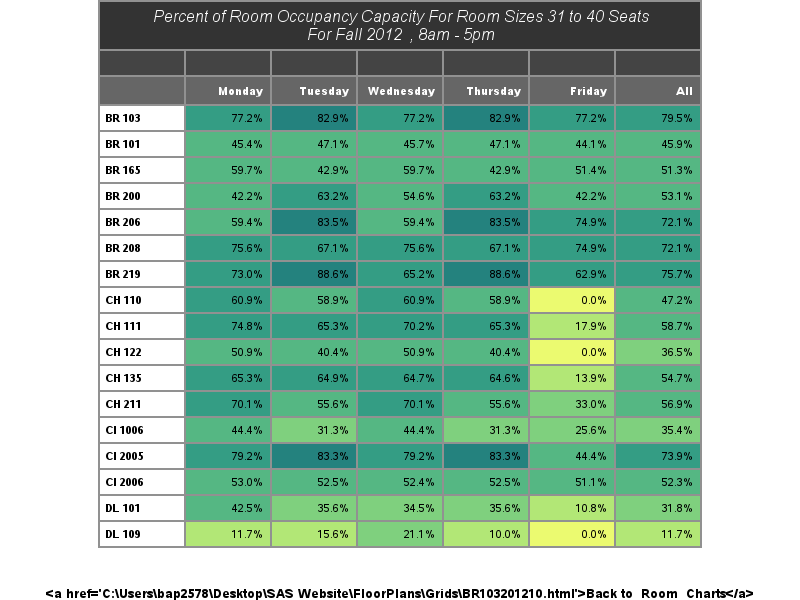 Percent of Room Occupancy Capacity For Room Sizes 31 to 40 Seats
For Fall 2012 , 8am - 5pm
Monday Tuesday Wednesday Thursday Friday All
BR 103 77.2% 82.9% 77.2% 82.9% 77.2% 79.5%
BR 101 45.4% 47.1% 45.7% 47.1% 44.1% 45.9%
BR 165 59.7% 42.9% 59.7% 42.9% 51.4% 51.3%
BR 200 42.2% 63.2% 54.6% 63.2% 42.2% 53.1%
BR 206 59.4% 83.5% 59.4% 83.5% 74.9% 72.1%
BR 208 75.6% 67.1% 75.6% 67.1% 74.9% 72.1%
BR 219 73.0% 88.6% 65.2% 88.6% 62.9% 75.7%
CH 110 60.9% 58.9% 60.9% 58.9% 0.0% 47.2%
CH 111 74.8% 65.3% 70.2% 65.3% 17.9% 58.7%
CH 122 50.9% 40.4% 50.9% 40.4% 0.0% 36.5%
CH 135 65.3% 64.9% 64.7% 64.6% 13.9% 54.7%
CH 211 70.1% 55.6% 70.1% 55.6% 33.0% 56.9%
CI 1006 44.4% 31.3% 44.4% 31.3% 25.6% 35.4%
CI 2005 79.2% 83.3% 79.2% 83.3% 44.4% 73.9%
CI 2006 53.0% 52.5% 52.4% 52.5% 51.1% 52.3%
DL 101 42.5% 35.6% 34.5% 35.6% 10.8% 31.8%
DL 109 11.7% 15.6% 21.1% 10.0% 0.0% 11.7%
<a href='C:\Users\bap2578\Desktop\SAS Website\FloorPlans\Grids\BR103201210.html'>Back to Room Charts</a>